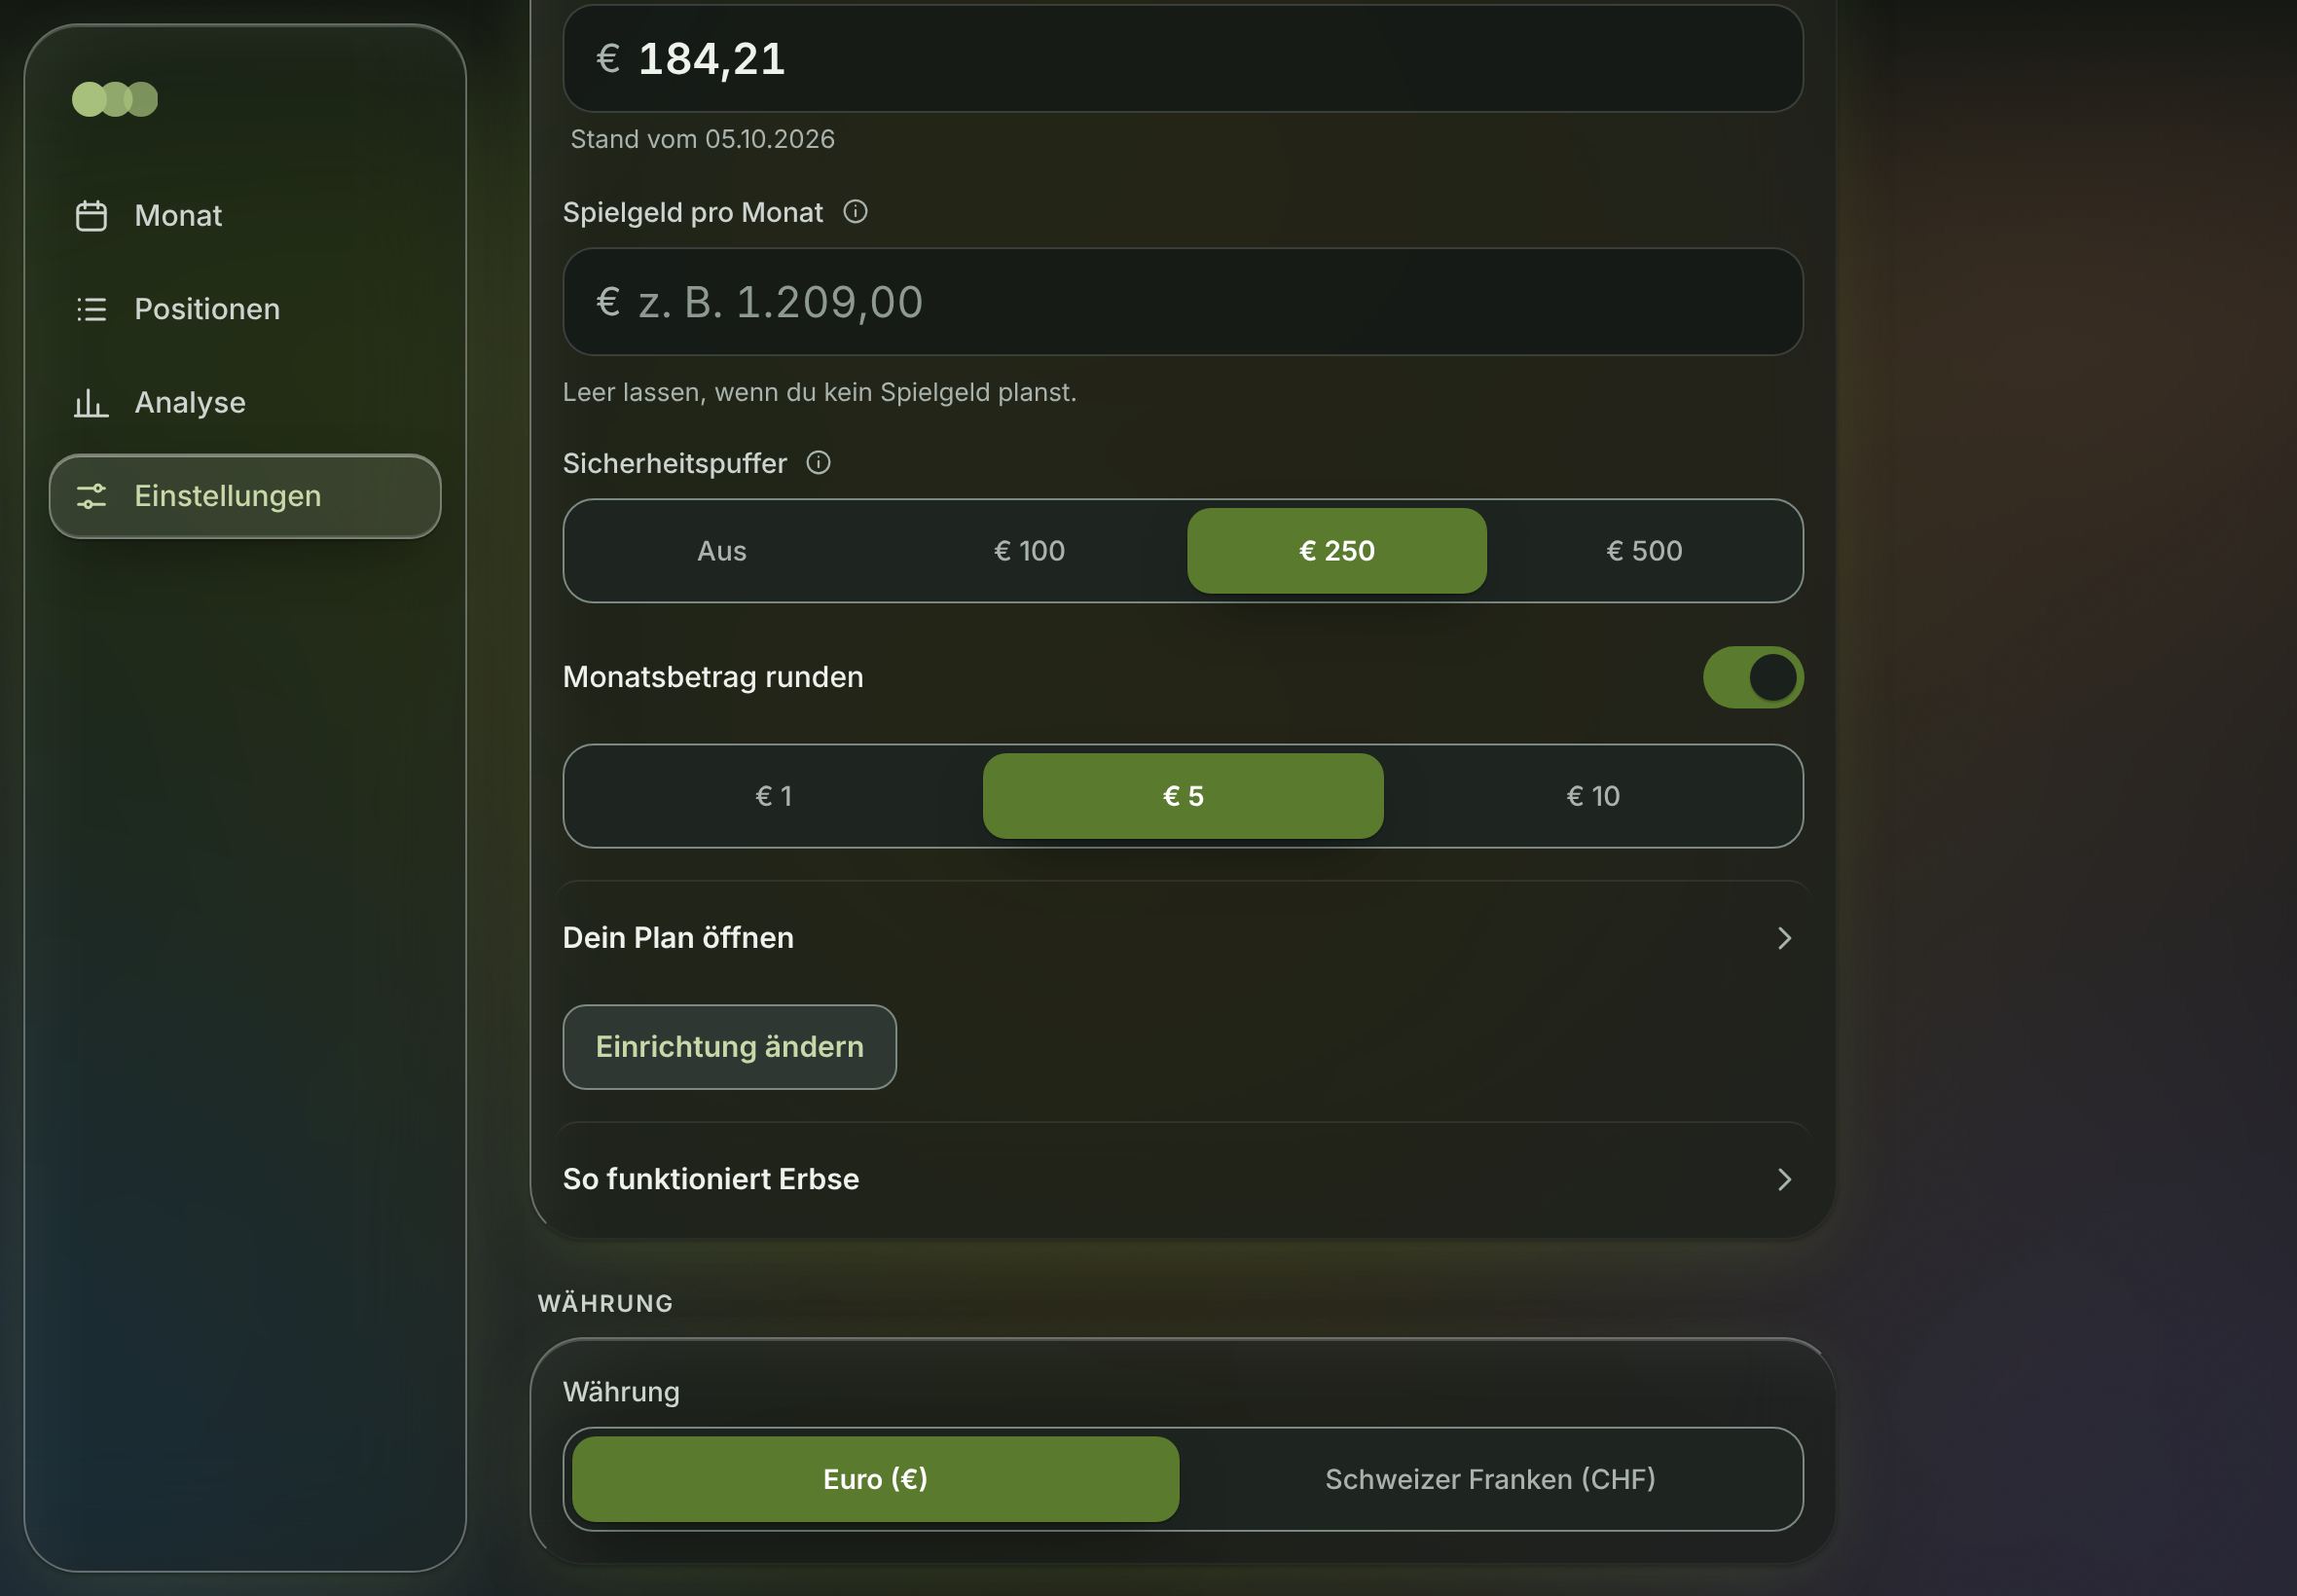 Monat
Positionen
Analyse
Einstellungen
€ 184,21
Stand vom 05.10.2026
Spielgeld pro Monat
€ z. B. 1.209,00
Leer lassen, wenn du kein Spielgeld planst.
Sicherheitspuffer
Aus € 100 € 250 € 500
Monatsbetrag runden
€ 1 € 5 € 10
Dein Plan öffnen
Einrichtung ändern
So funktioniert Erbse
WÄHRUNG
Währung
Euro (€) Schweizer Franken (CHF)